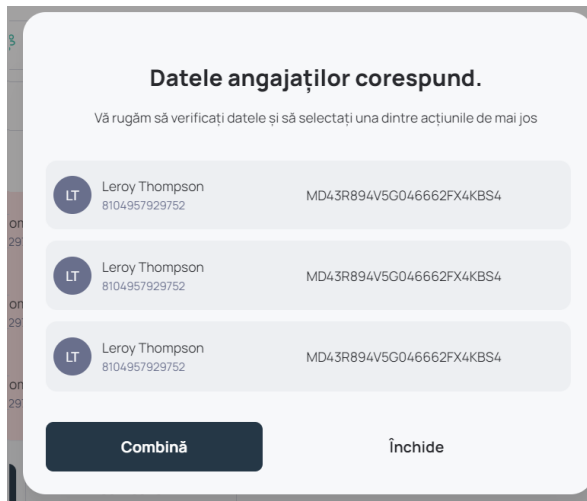 Datele angajaților corespund.
Vă rugăm să verificați datele și să selectați una dintre acțiunile de mai jos
LT
Leroy Thompson
8104957929752
MD43R894V5G046662FX4KBS4
LT
Leroy Thompson
8104957929752
MD43R894V5G046662FX4KBS4
LT
Leroy Thompson
8104957929752
MD43R894V5G046662FX4KBS4
Combină
Închide